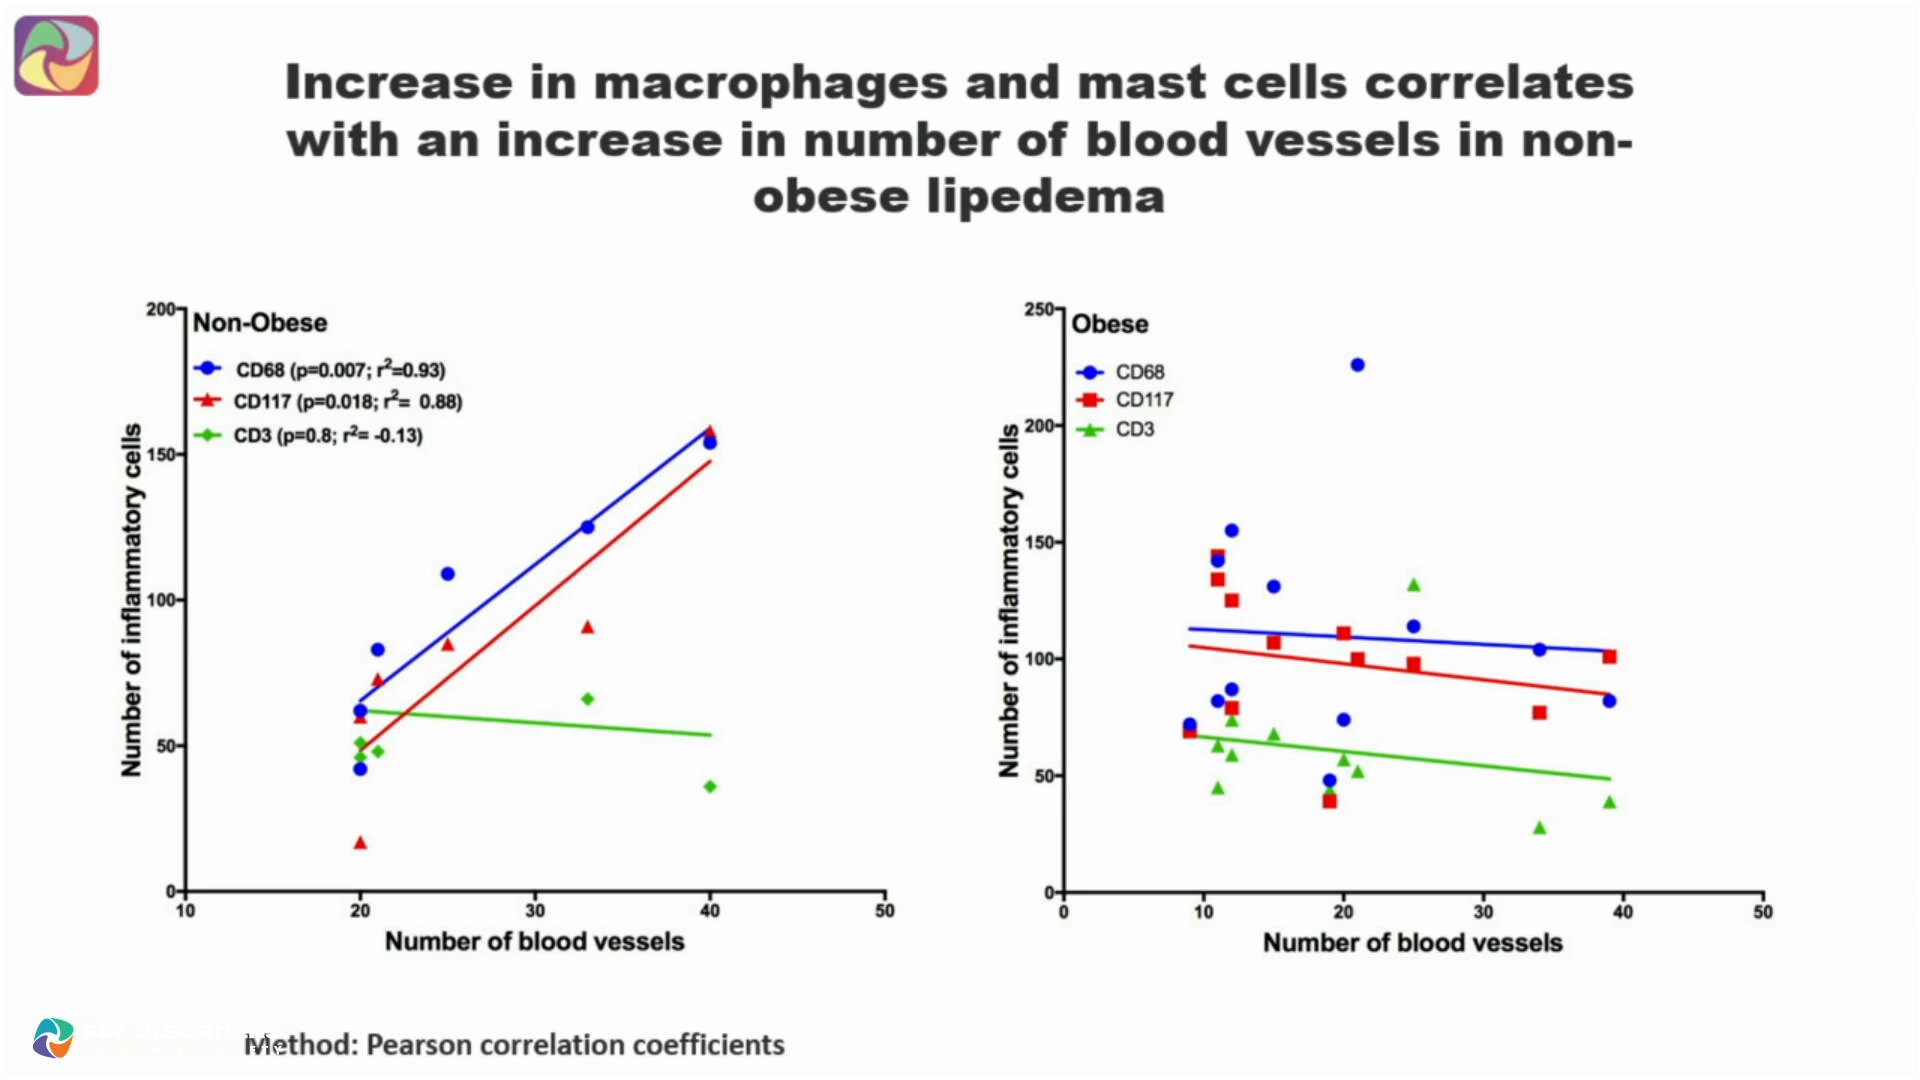 Increase in macrophages and mast cells correlates
with an increase in number of blood vessels in non-
obese lipedema
Non-Obese
CD68 (p=0.007; r²=0.93)
CD117 (p=0.018; r²= 0.88)
CD3 (p=0.8; r²= -0.13)
Number of inflammatory cells
200
150
100
50
0
10
20
30
40
50
Number of blood vessels
Obese
CD68
CD117
CD3
Number of inflammatory cells
250
200
150
100
50
0
0
10
20
30
40
50
Number of blood vessels
Method: Pearson correlation coefficients